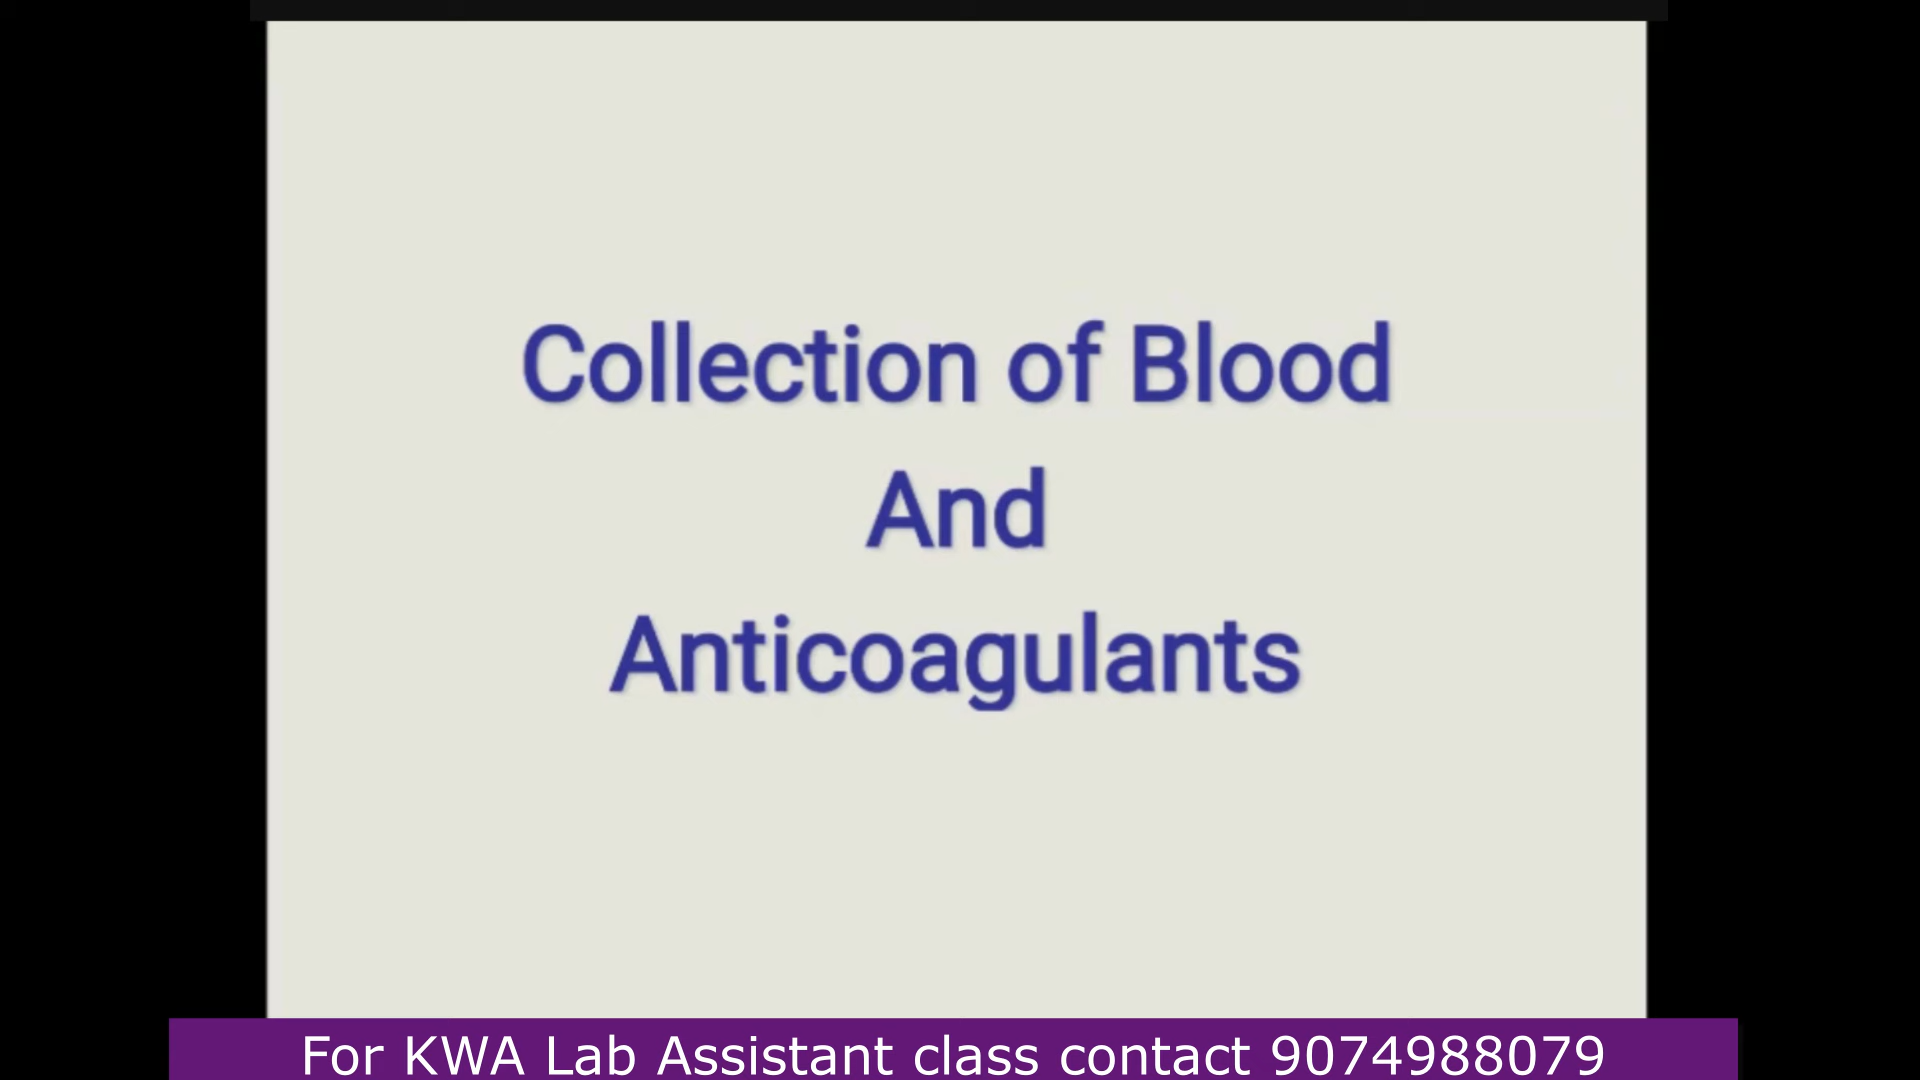 Collection of Blood
And
Anticoagulants
For KWA Lab Assistant class contact 9074988079